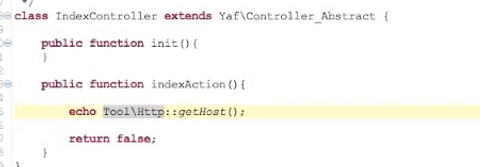 */
class IndexController extends Yaf\Controller_Abstract {
public function init(){
}
public function indexAction(){
echo Tool\Http::getHost();
return false;
}
}